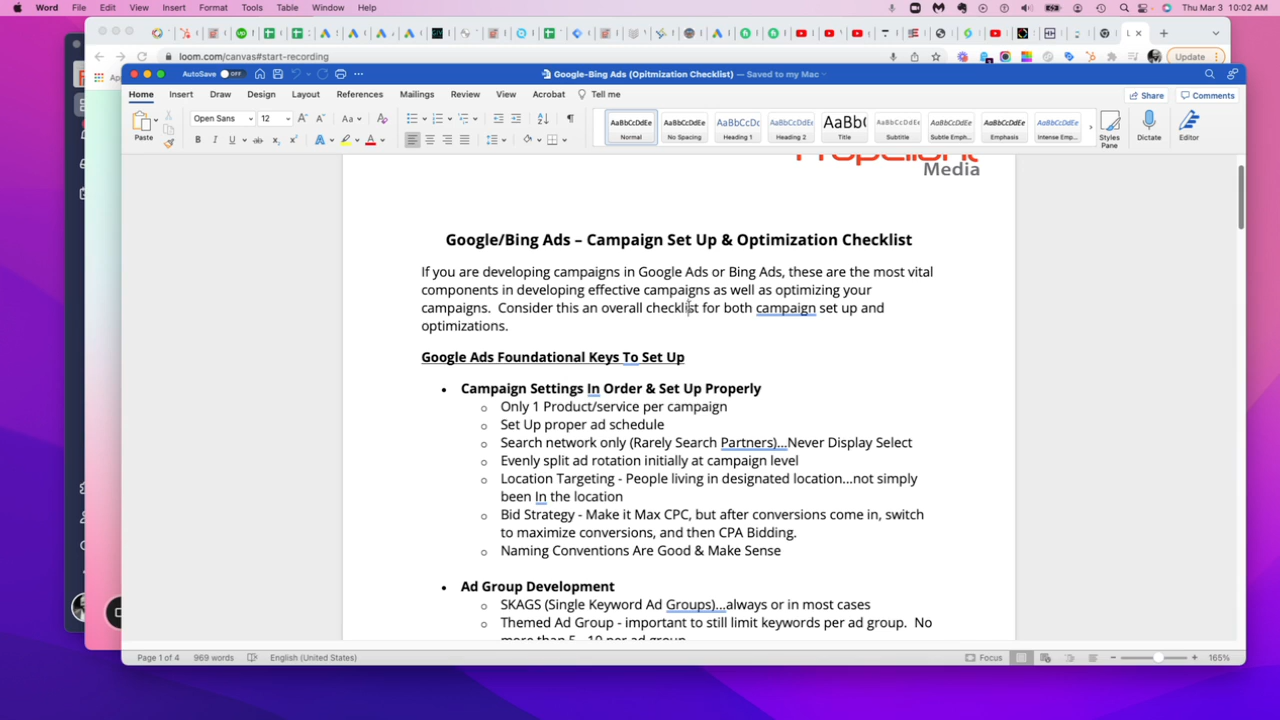 Word File Edit View Insert Format Tools Table Window Help Thu Mar 3 10:02 AM
loom.com/canvas#start-recording
Update
AutoSave OFF
Google-Bing Ads (Opitmization Checklist) — Saved to my Mac
Home Insert Draw Design Layout References Mailings Review View Acrobat Tell me
Share Comments
Paste
Open Sans 12
AaBbCcDdEe Normal
AaBbCcDdEe No Spacing
AaBbCcDc Heading 1
AaBbCcDdEe Heading 2
AaBb( Title
AaBbCcDdEe Subtitle
AaBbCcDdEe Subtle Emph...
AaBbCcDdEe Emphasis
AaBbCcDdEe Intense Emp...
Styles Pane
Dictate
Editor
Media
Google/Bing Ads – Campaign Set Up & Optimization Checklist
If you are developing campaigns in Google Ads or Bing Ads, these are the most vital
components in developing effective campaigns as well as optimizing your
campaigns. Consider this an overall checklist for both campaign set up and
optimizations.
Google Ads Foundational Keys To Set Up
• Campaign Settings In Order & Set Up Properly
o Only 1 Product/service per campaign
o Set Up proper ad schedule
o Search network only (Rarely Search Partners)...Never Display Select
o Evenly split ad rotation initially at campaign level
o Location Targeting - People living in designated location...not simply
been In the location
o Bid Strategy - Make it Max CPC, but after conversions come in, switch
to maximize conversions, and then CPA Bidding.
o Naming Conventions Are Good & Make Sense
• Ad Group Development
o SKAGS (Single Keyword Ad Groups)...always or in most cases
o Themed Ad Group - important to still limit keywords per ad group. No
more than 5 - 10 per ad group
Page 1 of 4 969 words English (United States) Focus 165%